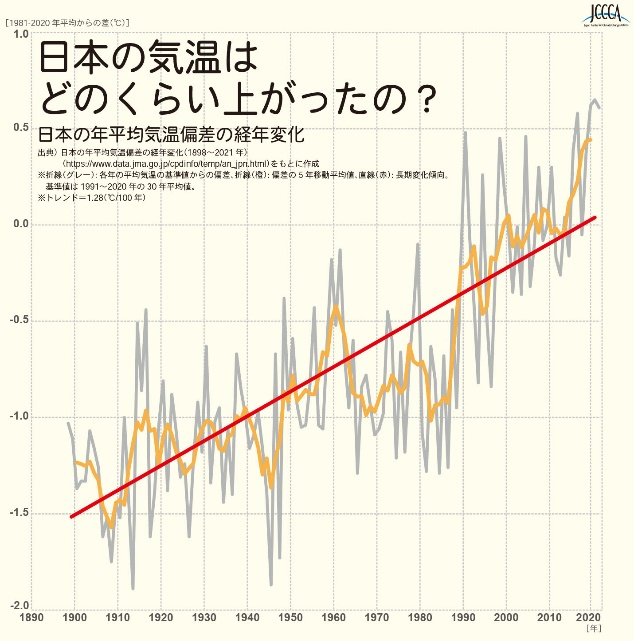 [1981-2020 年平均からの差(℃)]
JCCCA
日本の気温は
どのくらい上がったの？
日本の年平均気温偏差の経年変化
出典） 日本の年平均気温偏差の経年変化（1898〜2021 年）
（https://www.data.jma.go.jp/cpdinfo/temp/an_jpn.html）をもとに作成
※折線（グレー）：各年の平均気温の基準値からの偏差、折線（橙）：偏差の 5 年移動平均値、直線（赤）：長期変化傾向。
基準値は 1991〜2020 年の 30 年平均値。
※トレンド＝1.28（℃/100 年）
1.0
0.5
0.0
-0.5
-1.0
-1.5
-2.0
1890 1900 1910 1920 1930 1940 1950 1960 1970 1980 1990 2000 2010 2020
[年]